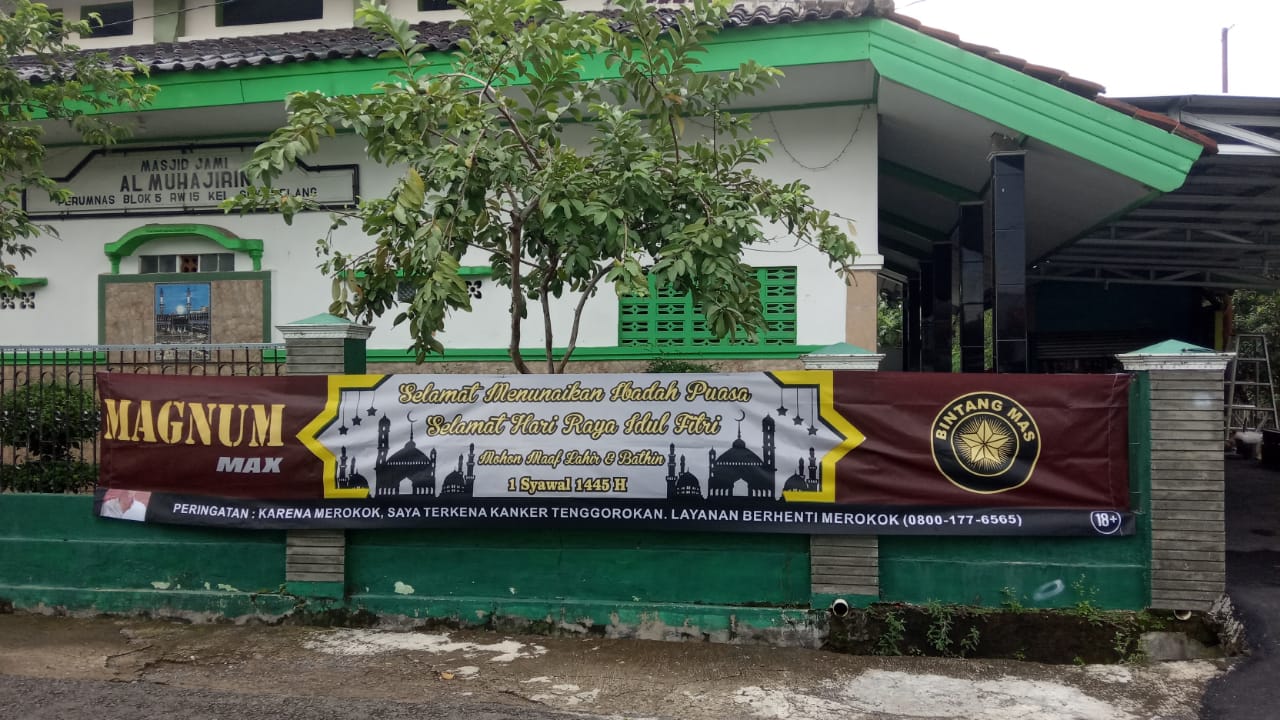 MASJID JAMI
AL MUHAJIRIN
PERUMNAS BLOK 5 RW 15 KEL
MAGNUM
MAX
Selamat Menunaikan Ibadah Puasa
Selamat Hari Raya Idul Fitri
Mohon Maaf Lahir & Bathin
1 Syawal 1445 H
BINTANG MAS
PERINGATAN : KARENA MEROKOK, SAYA TERKENA KANKER TENGGOROKAN. LAYANAN BERHENTI MEROKOK (0800-177-6565)
18+